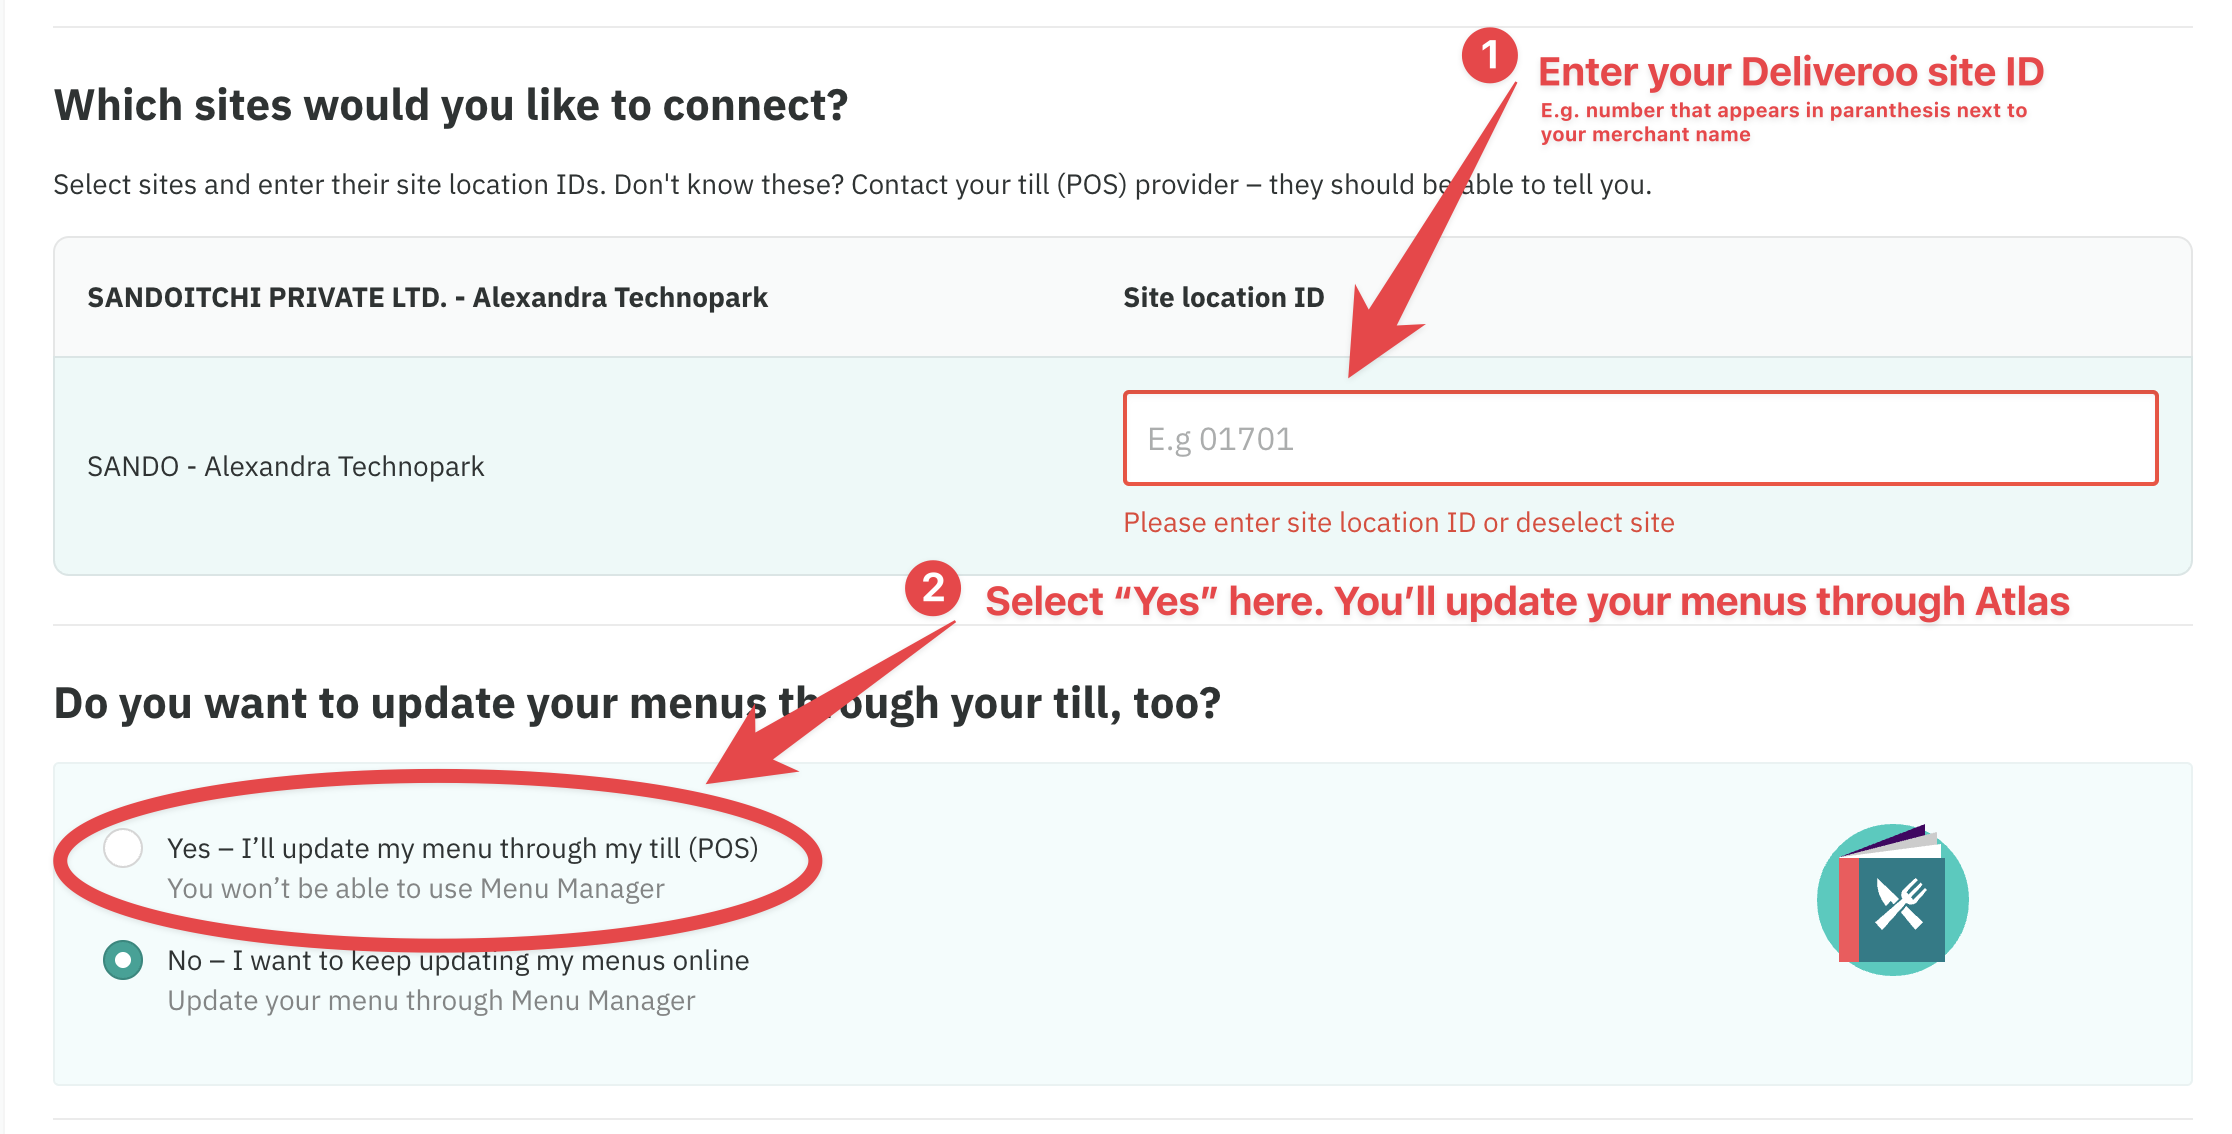 1
Enter your Deliveroo site ID
E.g. number that appears in paranthesis next to
your merchant name
Which sites would you like to connect?
Select sites and enter their site location IDs. Don't know these? Contact your till (POS) provider – they should be able to tell you.
SANDOITCHI PRIVATE LTD. - Alexandra Technopark
Site location ID
SANDO - Alexandra Technopark
E.g 01701
Please enter site location ID or deselect site
2
Select “Yes” here. You’ll update your menus through Atlas
Do you want to update your menus through your till, too?
Yes – I’ll update my menu through my till (POS)
You won’t be able to use Menu Manager
No – I want to keep updating my menus online
Update your menu through Menu Manager